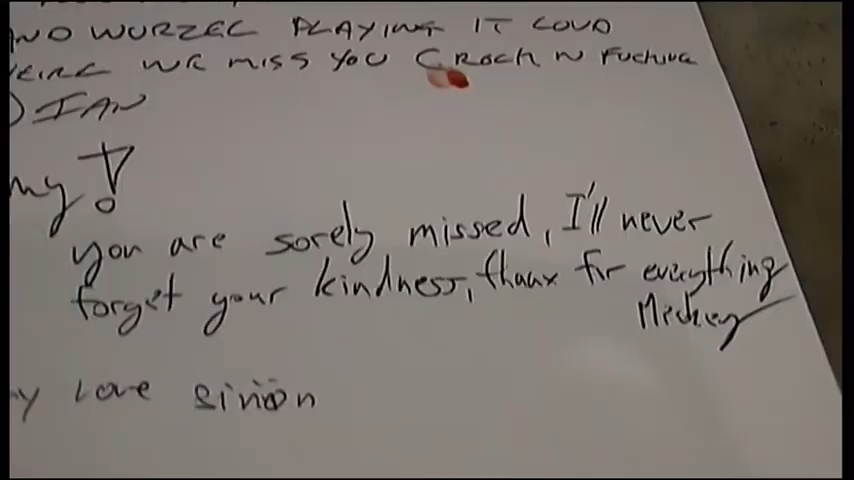 AND WURZEL PLAYING IT LOUD
WE MISS YOU ROCK N FUCKING
IAN
my!
you are sorely missed, I'll never
forget your kindness, thanx for everything
Mickey
y Love simon